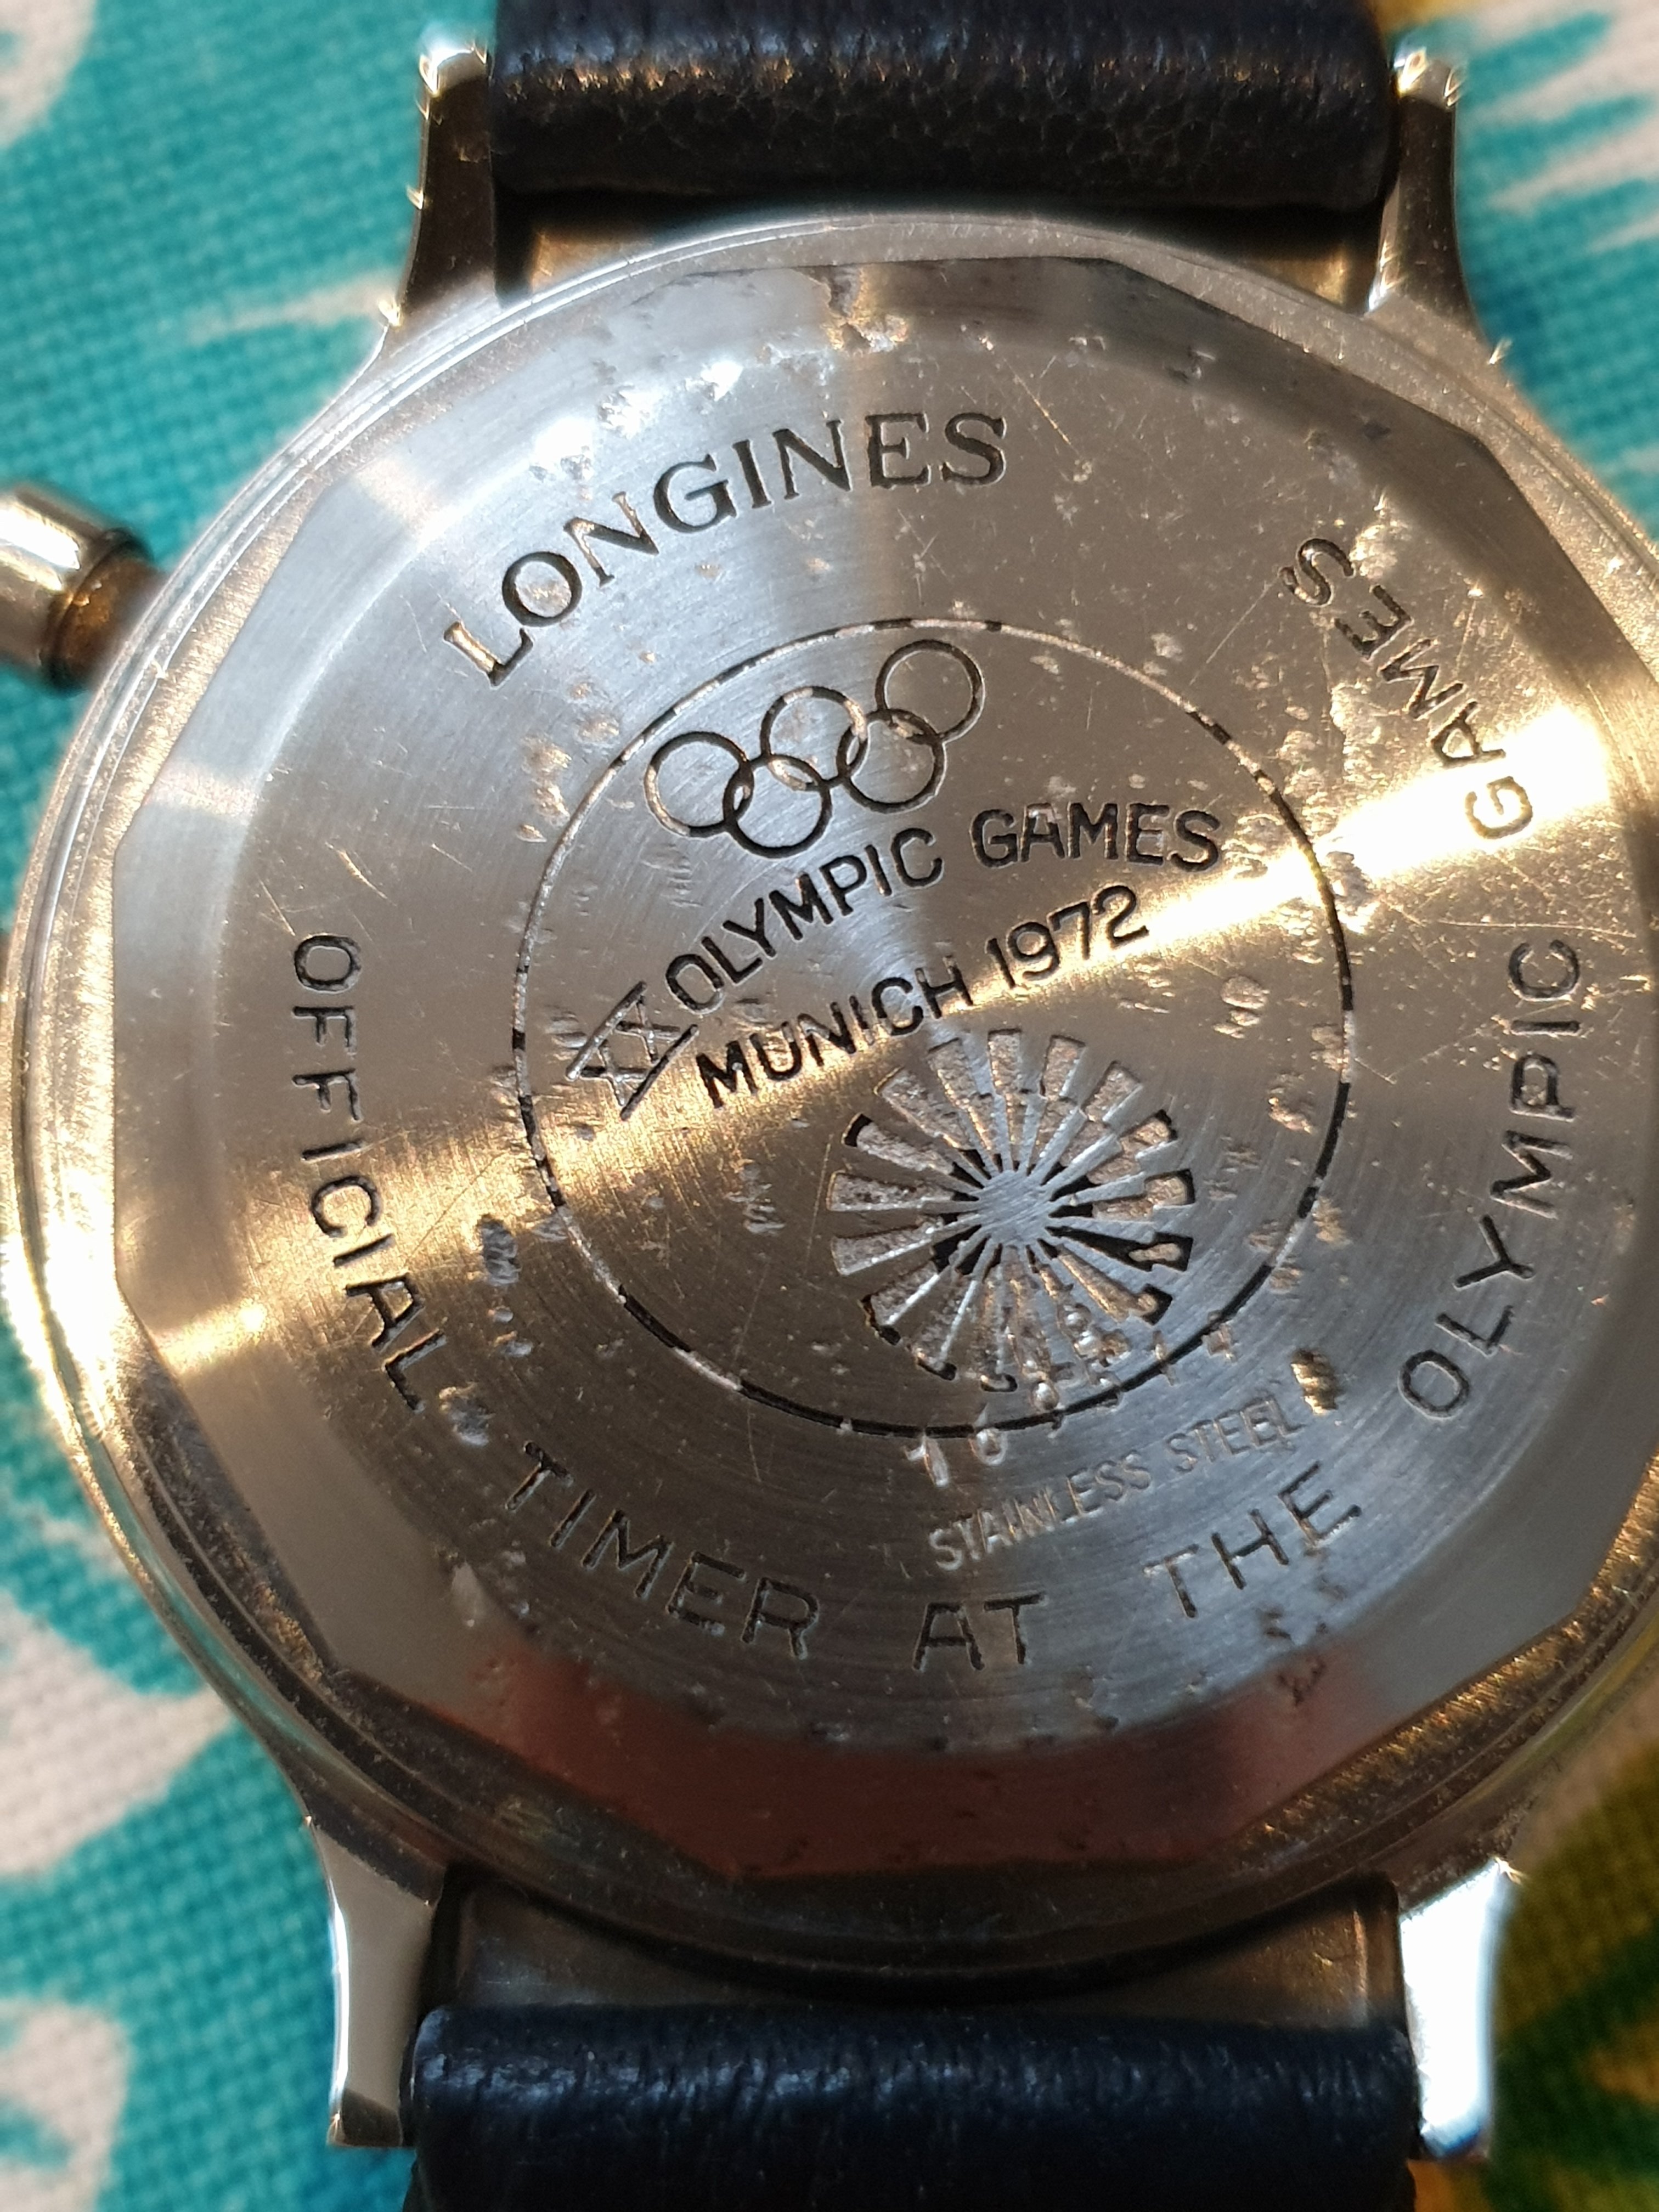 LONGINES
XX OLYMPIC GAMES
MUNICH 1972
STAINLESS STEEL
OFFICIAL TIMER AT THE OLYMPIC GAMES